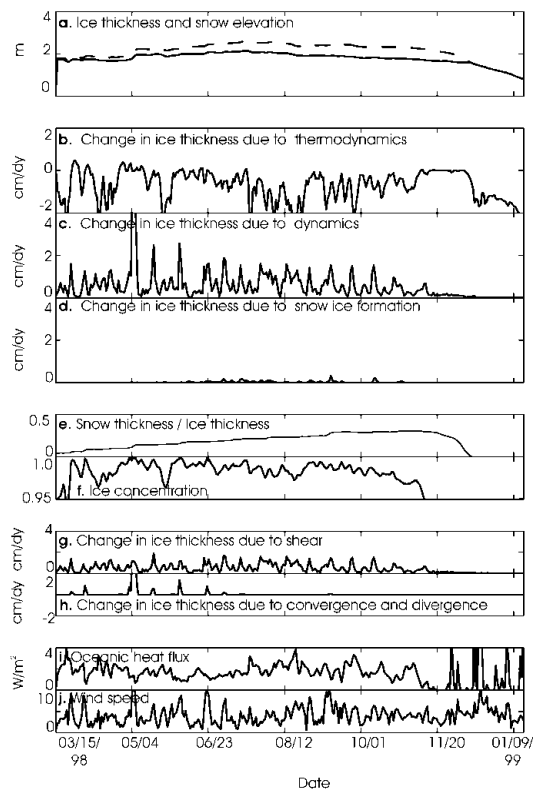 a. Ice thickness and snow elevation
4
2
0
m
b. Change in ice thickness due to thermodynamics
2
0
-2
cm/dy
c. Change in ice thickness due to dynamics
4
2
0
cm/dy
d. Change in ice thickness due to snow ice formation
4
2
0
cm/dy
e. Snow thickness / Ice thickness
0.5
0
f. Ice concentration
1.0
0.95
g. Change in ice thickness due to shear
4
2
0
cm/dy
h. Change in ice thickness due to convergence and divergence
2
-2
cm/dy
i. Oceanic heat flux
4
2
0
W/m²
j. Wind speed
10
0
03/15/98 05/04 06/23 08/12 10/01 11/20 01/09/99
Date